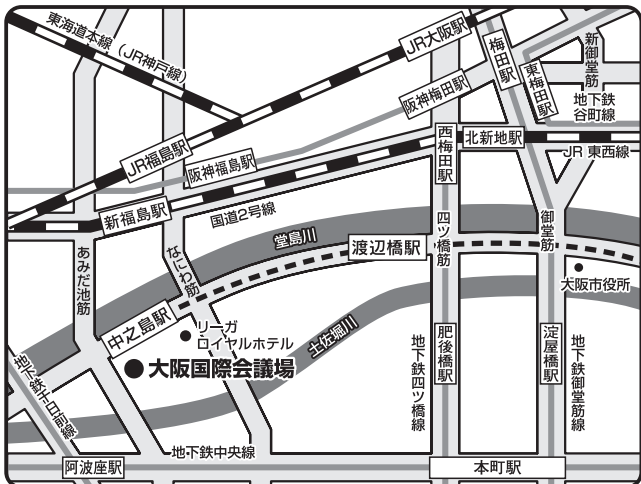 東海道本線（JR神戸線）
JR大阪駅
梅田駅
東梅田駅
新御堂筋
地下鉄
谷町線
阪神梅田駅
西梅田駅
北新地駅
JR 東西線
JR福島駅
阪神福島駅
新福島駅
国道2号線
堂島川
渡辺橋駅
四ツ橋筋
御堂筋
大阪市役所
あみだ池筋
なにわ筋
中之島駅
リーガ
ロイヤルホテル
大阪国際会議場
土佐堀川
地下鉄四ツ橋線
肥後橋駅
淀屋橋駅
地下鉄御堂筋線
地下鉄千日前線
地下鉄中央線
阿波座駅
本町駅